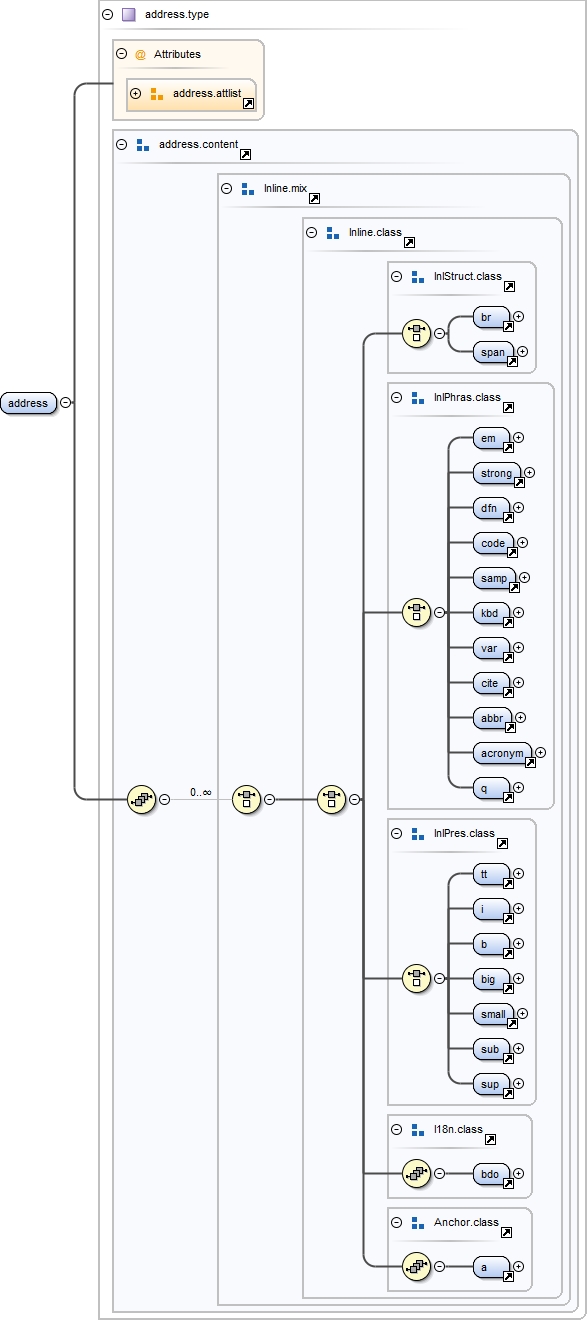 address.type
@ Attributes
address.attlist
address.content
Inline.mix
Inline.class
InlStruct.class
br
span
InlPhras.class
em
strong
dfn
code
samp
kbd
var
cite
abbr
acronym
q
address
0..∞
InlPres.class
tt
i
b
big
small
sub
sup
I18n.class
bdo
Anchor.class
a